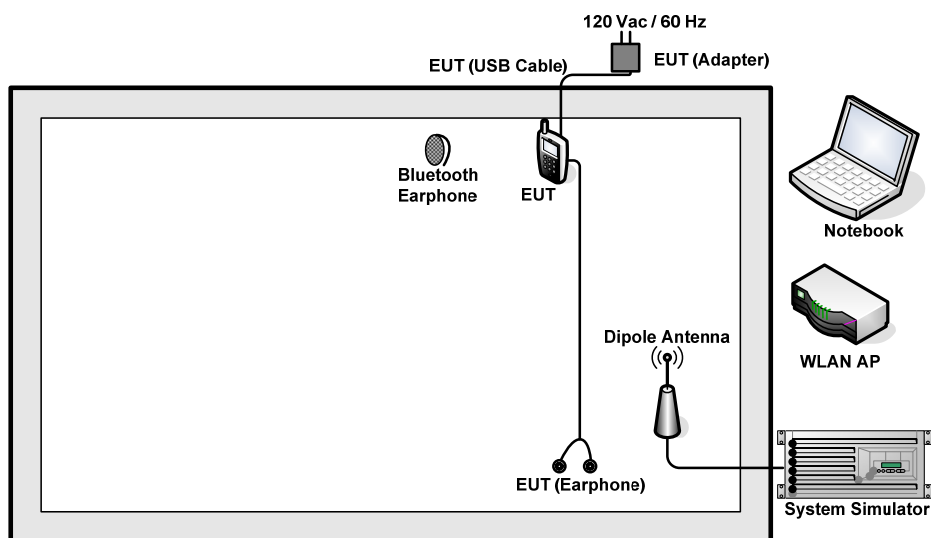 120 Vac / 60 Hz
EUT (USB Cable)
EUT (Adapter)
Bluetooth
Earphone
EUT
Notebook
Dipole Antenna
WLAN AP
EUT (Earphone)
System Simulator